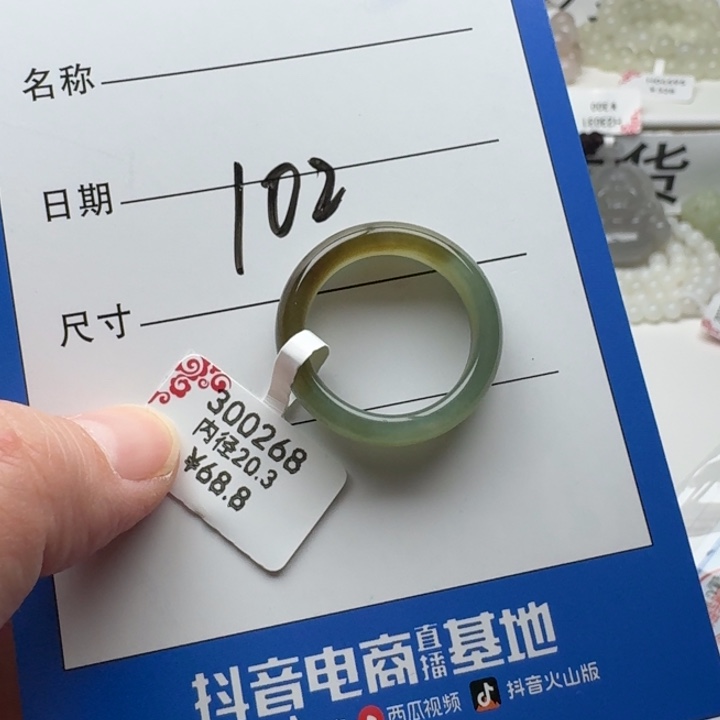 名称
日期
102
尺寸
300268
内径20.3
¥68.8
抖音电商直播基地
西瓜视频
抖音火山版
货